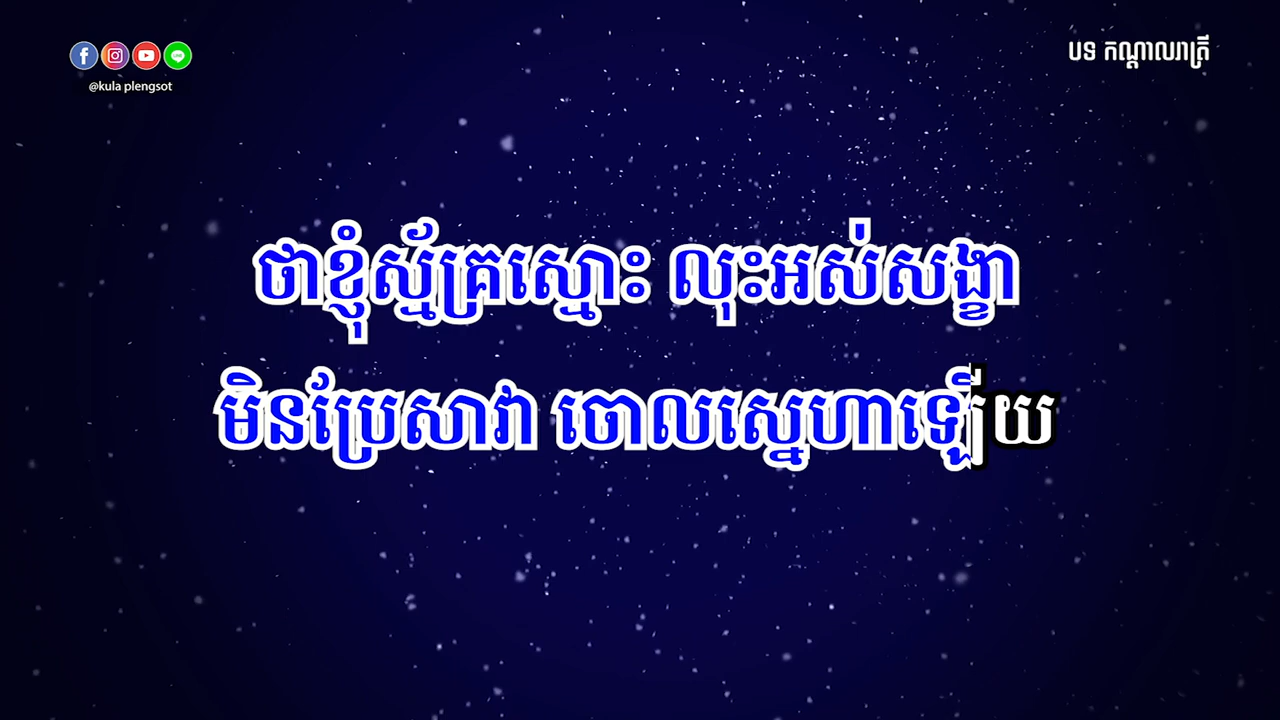 @kula plengsot
បទ កណ្ដាលរាត្រី
ថាខ្ញុំស្ម័គ្រស្មោះ លុះអស់សង្ខា
មិនប្រែសាវា ចោលស្នេហាឡើយ